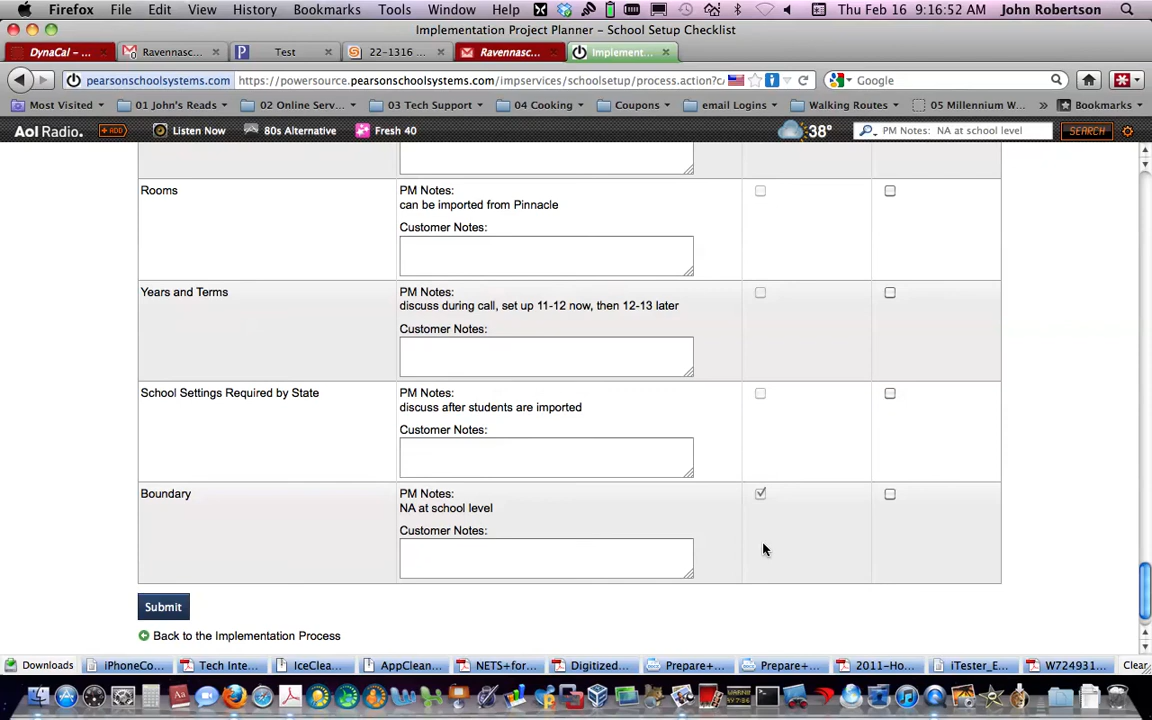 Firefox File Edit View History Bookmarks Tools Window Help Thu Feb 16 9:16:52 AM John Robertson
Implementation Project Planner – School Setup Checklist
DynaCal – ... Ravennasc... Test 22-1316 ... Ravennasc... Implement...
pearsonschoolsystems.com https://powersource.pearsonschoolsystems.com/impservices/schoolsetup/process.action?c Google
Most Visited 01 John's Reads 02 Online Serv... 03 Tech Support 04 Cooking Coupons email Logins Walking Routes 05 Millennium W... » Bookmarks
Aol Radio. + ADD Listen Now 80s Alternative Fresh 40 38° PM Notes: NA at school level SEARCH
Rooms
PM Notes:
can be imported from Pinnacle
Customer Notes:
Years and Terms
PM Notes:
discuss during call, set up 11-12 now, then 12-13 later
Customer Notes:
School Settings Required by State
PM Notes:
discuss after students are imported
Customer Notes:
Boundary
PM Notes:
NA at school level
Customer Notes:
Submit
Back to the Implementation Process
Downloads iPhoneCo... Tech Inte... IceClea... AppClean... NETS+for... Digitized... Prepare+... Prepare+... 2011-Ho... iTester_E... W724931... Clear